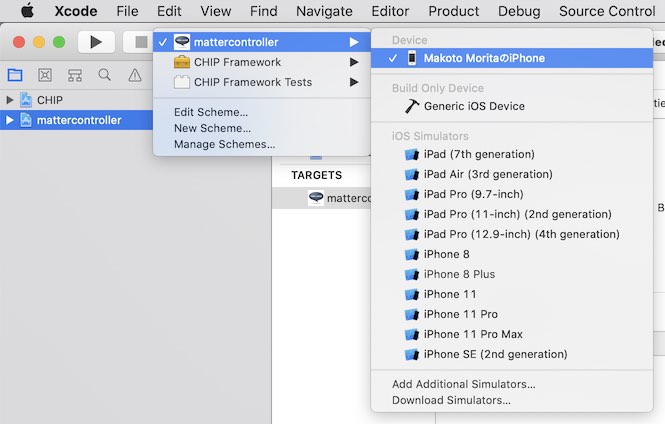 Xcode File Edit View Find Navigate Editor Product Debug Source Control
mattercontroller
CHIP Framework
CHIP Framework Tests
Edit Scheme...
New Scheme...
Manage Schemes...
Device
Makoto MoritaのiPhone
Build Only Device
Generic iOS Device
iOS Simulators
iPad (7th generation)
iPad Air (3rd generation)
iPad Pro (9.7-inch)
iPad Pro (11-inch) (2nd generation)
iPad Pro (12.9-inch) (4th generation)
iPhone 8
iPhone 8 Plus
iPhone 11
iPhone 11 Pro
iPhone 11 Pro Max
iPhone SE (2nd generation)
Add Additional Simulators...
Download Simulators...
CHIP
mattercontroller
TARGETS
matterco